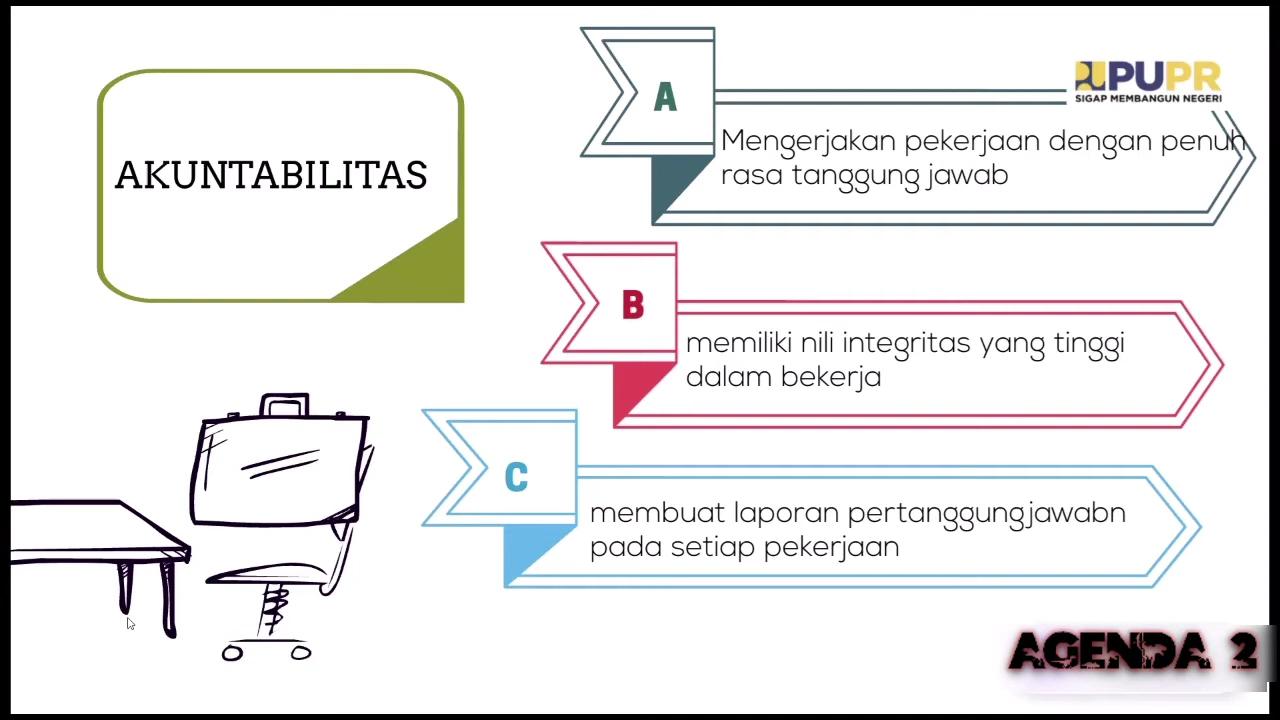 AKUNTABILITAS
A
PUPR
SIGAP MEMBANGUN NEGERI
Mengerjakan pekerjaan dengan penuh
rasa tanggung jawab
B
memiliki nili integritas yang tinggi
dalam bekerja
C
membuat laporan pertanggungjawabn
pada setiap pekerjaan
AGENDA 2